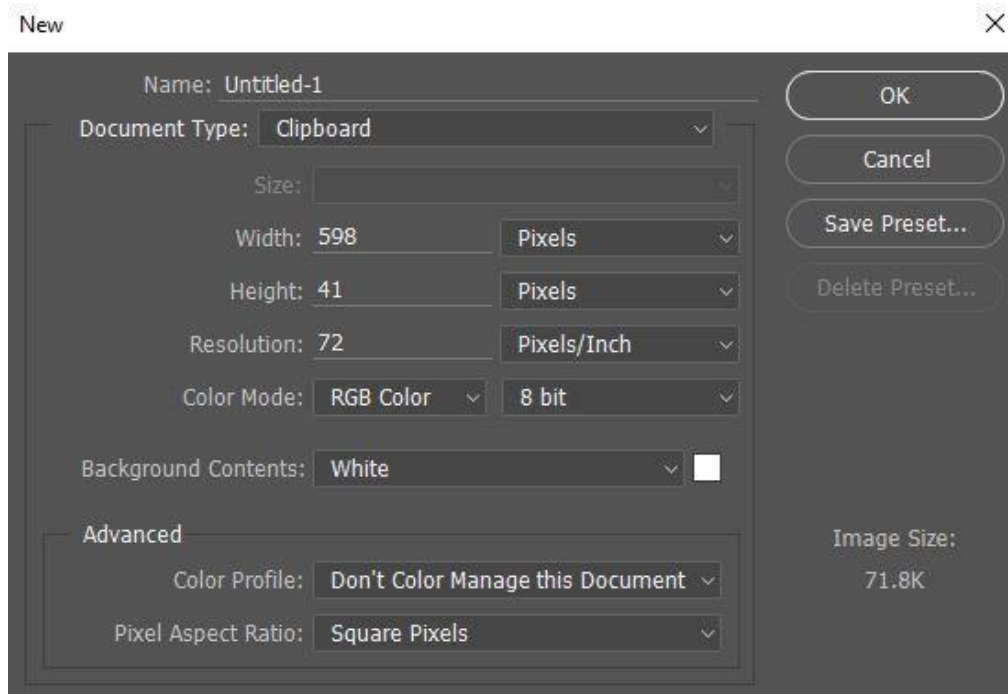 New
Name: Untitled-1
OK
Document Type: Clipboard
Cancel
Size:
Save Preset...
Width: 598 Pixels
Height: 41 Pixels
Delete Preset...
Resolution: 72 Pixels/Inch
Color Mode: RGB Color 8 bit
Background Contents: White
Advanced
Image Size:
Color Profile: Don't Color Manage this Document
71.8K
Pixel Aspect Ratio: Square Pixels